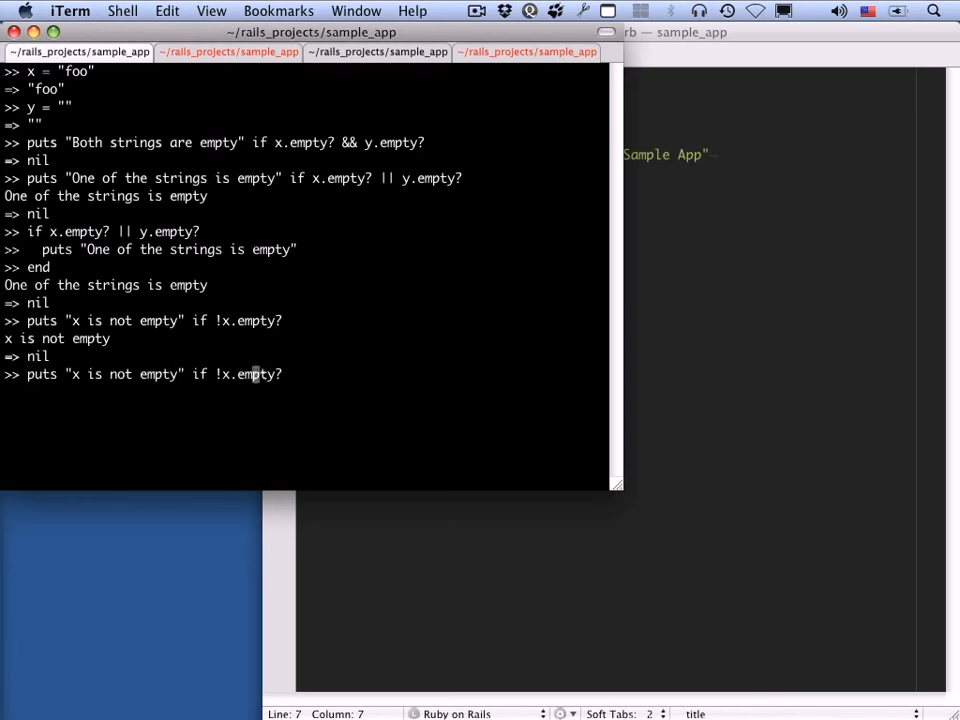 iTerm Shell Edit View Bookmarks Window Help
~/rails_projects/sample_app
rb — sample_app
~/rails_projects/sample_app ~/rails_projects/sample_app ~/rails_projects/sample_app ~/rails_projects/sample_app
>> x = "foo"
=> "foo"
>> y = ""
=> ""
>> puts "Both strings are empty" if x.empty? && y.empty?
Sample App"¬
=> nil
>> puts "One of the strings is empty" if x.empty? || y.empty?
One of the strings is empty
=> nil
>> if x.empty? || y.empty?
>>   puts "One of the strings is empty"
>> end
One of the strings is empty
=> nil
>> puts "x is not empty" if !x.empty?
x is not empty
=> nil
>> puts "x is not empty" if !x.empty?
Line: 7 Column: 7 Ruby on Rails Soft Tabs: 2 title